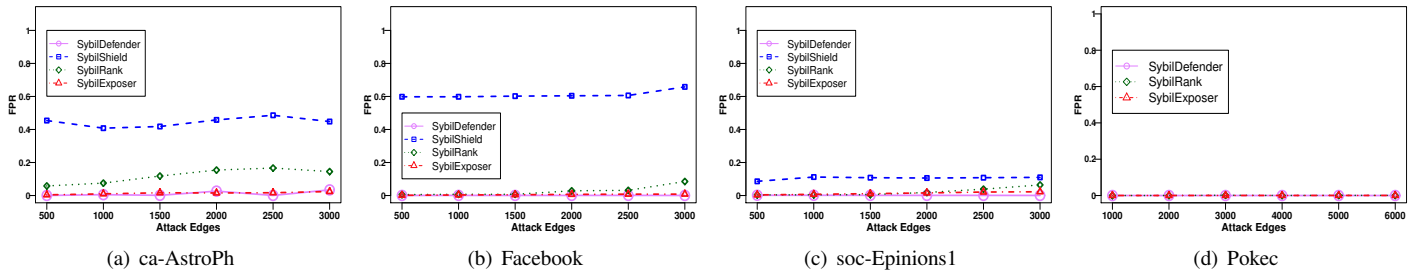 1
0.8
0.6
0.4
0.2
0
FPR
SybilDefender
SybilShield
SybilRank
SybilExposer
500 1000 1500 2000 2500 3000
Attack Edges
(a) ca-AstroPh
1
0.8
0.6
0.4
0.2
0
FPR
SybilDefender
SybilShield
SybilRank
SybilExposer
500 1000 1500 2000 2500 3000
Attack Edges
(b) Facebook
1
0.8
0.6
0.4
0.2
0
FPR
SybilDefender
SybilShield
SybilRank
SybilExposer
500 1000 1500 2000 2500 3000
Attack Edges
(c) soc-Epinions1
1
0.8
0.6
0.4
0.2
0
FPR
SybilDefender
SybilRank
SybilExposer
1000 2000 3000 4000 5000 6000
Attack Edges
(d) Pokec